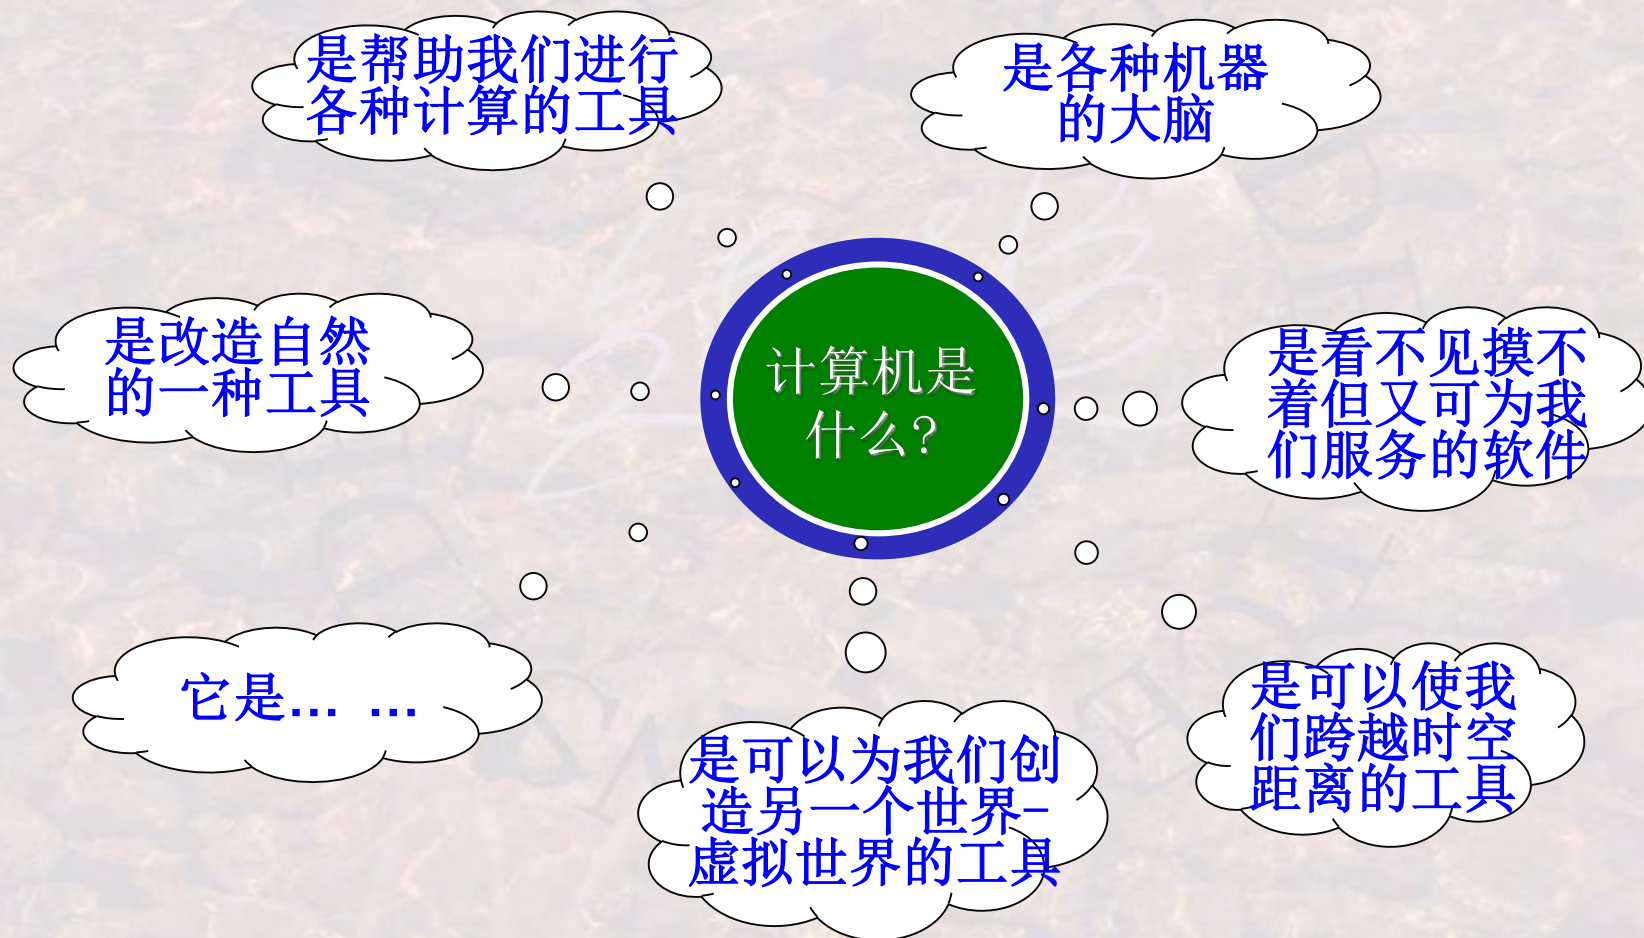 是帮助我们进行
各种计算的工具
是各种机器
的大脑
是改造自然
的一种工具
计算机是
什么?
是看不见摸不
着但又可为我
们服务的软件
它是… …
是可以为我们创
造另一个世界-
虚拟世界的工具
是可以使我
们跨越时空
距离的工具